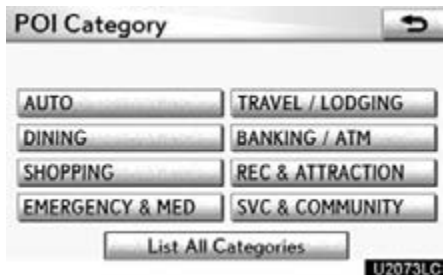 POI Category
AUTO
TRAVEL / LODGING
DINING
BANKING / ATM
SHOPPING
REC & ATTRACTION
EMERGENCY & MED
SVC & COMMUNITY
List All Categories
U2073LC